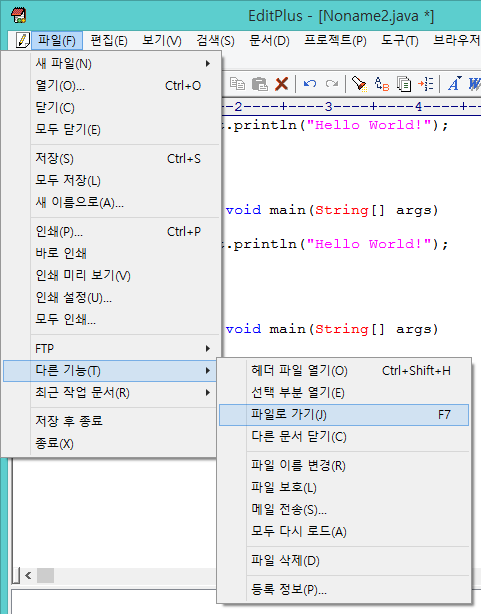 EditPlus - [Noname2.java *]
파일(F) 편집(E) 보기(V) 검색(S) 문서(D) 프로젝트(P) 도구(T) 브라우저
새 파일(N)
열기(O)... Ctrl+O
닫기(C)
모두 닫기(E)
저장(S) Ctrl+S
모두 저장(L)
새 이름으로(A)...
인쇄(P)... Ctrl+P
바로 인쇄
인쇄 미리 보기(V)
인쇄 설정(U)...
모두 인쇄...
FTP
다른 기능(T)
최근 작업 문서(R)
저장 후 종료
종료(X)
----2----+----3----+----4----+--
t.println("Hello World!");
void main(String[] args)
t.println("Hello World!");
void main(String[] args)
헤더 파일 열기(O) Ctrl+Shift+H
선택 부분 열기(E)
파일로 가기(J) F7
다른 문서 닫기(C)
파일 이름 변경(R)
파일 보호(L)
메일 전송(S)...
모두 다시 로드(A)
파일 삭제(D)
등록 정보(P)...